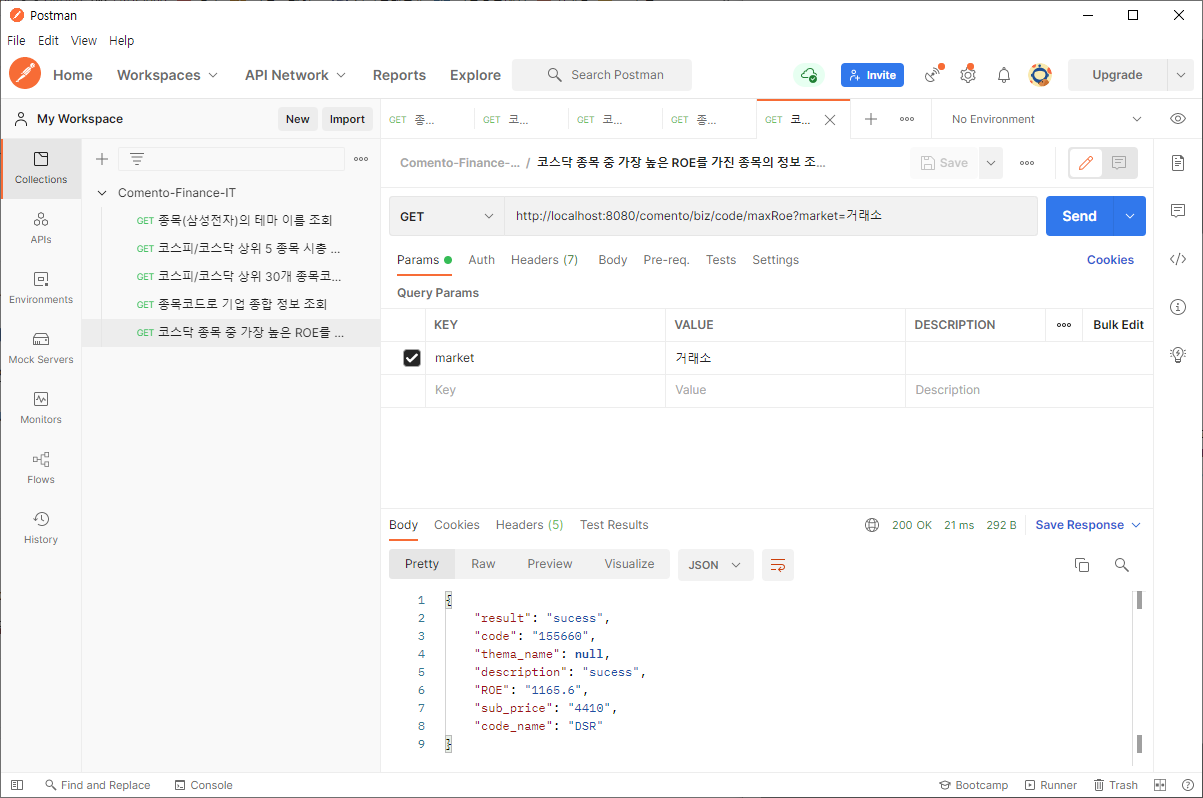 Postman
File Edit View Help
Home Workspaces API Network Reports Explore Search Postman Invite Upgrade
My Workspace New Import
GET 종... GET 코... GET 코... GET 종... GET 코... No Environment
Collections
APIs
Environments
Mock Servers
Monitors
Flows
History
Comento-Finance-IT
GET 종목(삼성전자)의 테마 이름 조회
GET 코스피/코스닥 상위 5 종목 시총 ...
GET 코스피/코스닥 상위 30개 종목코...
GET 종목코드로 기업 종합 정보 조회
GET 코스닥 종목 중 가장 높은 ROE를 ...
Comento-Finance-... / 코스닥 종목 중 가장 높은 ROE를 가진 종목의 정보 조... Save
GET http://localhost:8080/comento/biz/code/maxRoe?market=거래소 Send
Params Auth Headers (7) Body Pre-req. Tests Settings Cookies
Query Params
KEY VALUE DESCRIPTION Bulk Edit
market 거래소
Key Value Description
Body Cookies Headers (5) Test Results 200 OK 21 ms 292 B Save Response
Pretty Raw Preview Visualize JSON
1 {
2 "result": "sucess",
3 "code": "155660",
4 "thema_name": null,
5 "description": "sucess",
6 "ROE": "1165.6",
7 "sub_price": "4410",
8 "code_name": "DSR"
9 }
Find and Replace Console Bootcamp Runner Trash